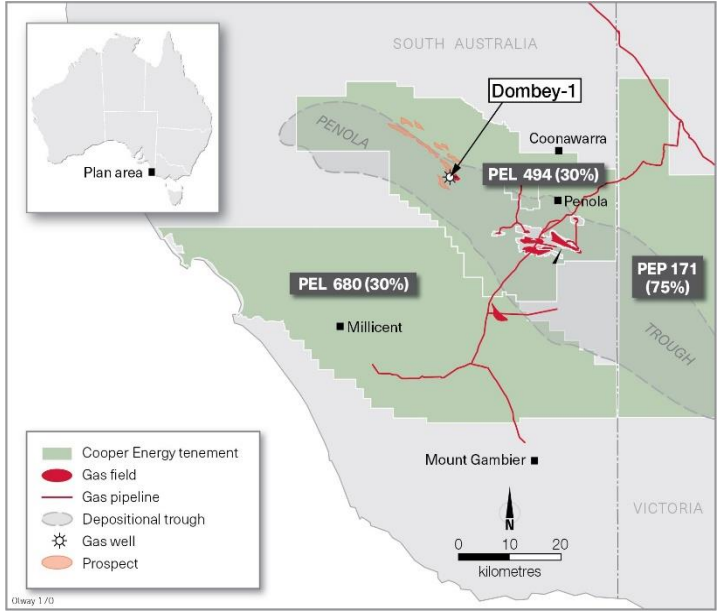 SOUTH AUSTRALIA
Dombey-1
PENOLA
Coonawarra
Plan area
PEL 494 (30%)
Penola
PEL 680 (30%)
PEP 171
(75%)
Millicent
TROUGH
Cooper Energy tenement
Gas field
Gas pipeline
Depositional trough
Gas well
Prospect
Mount Gambier
VICTORIA
N
0 10 20
kilometres
Otway 170